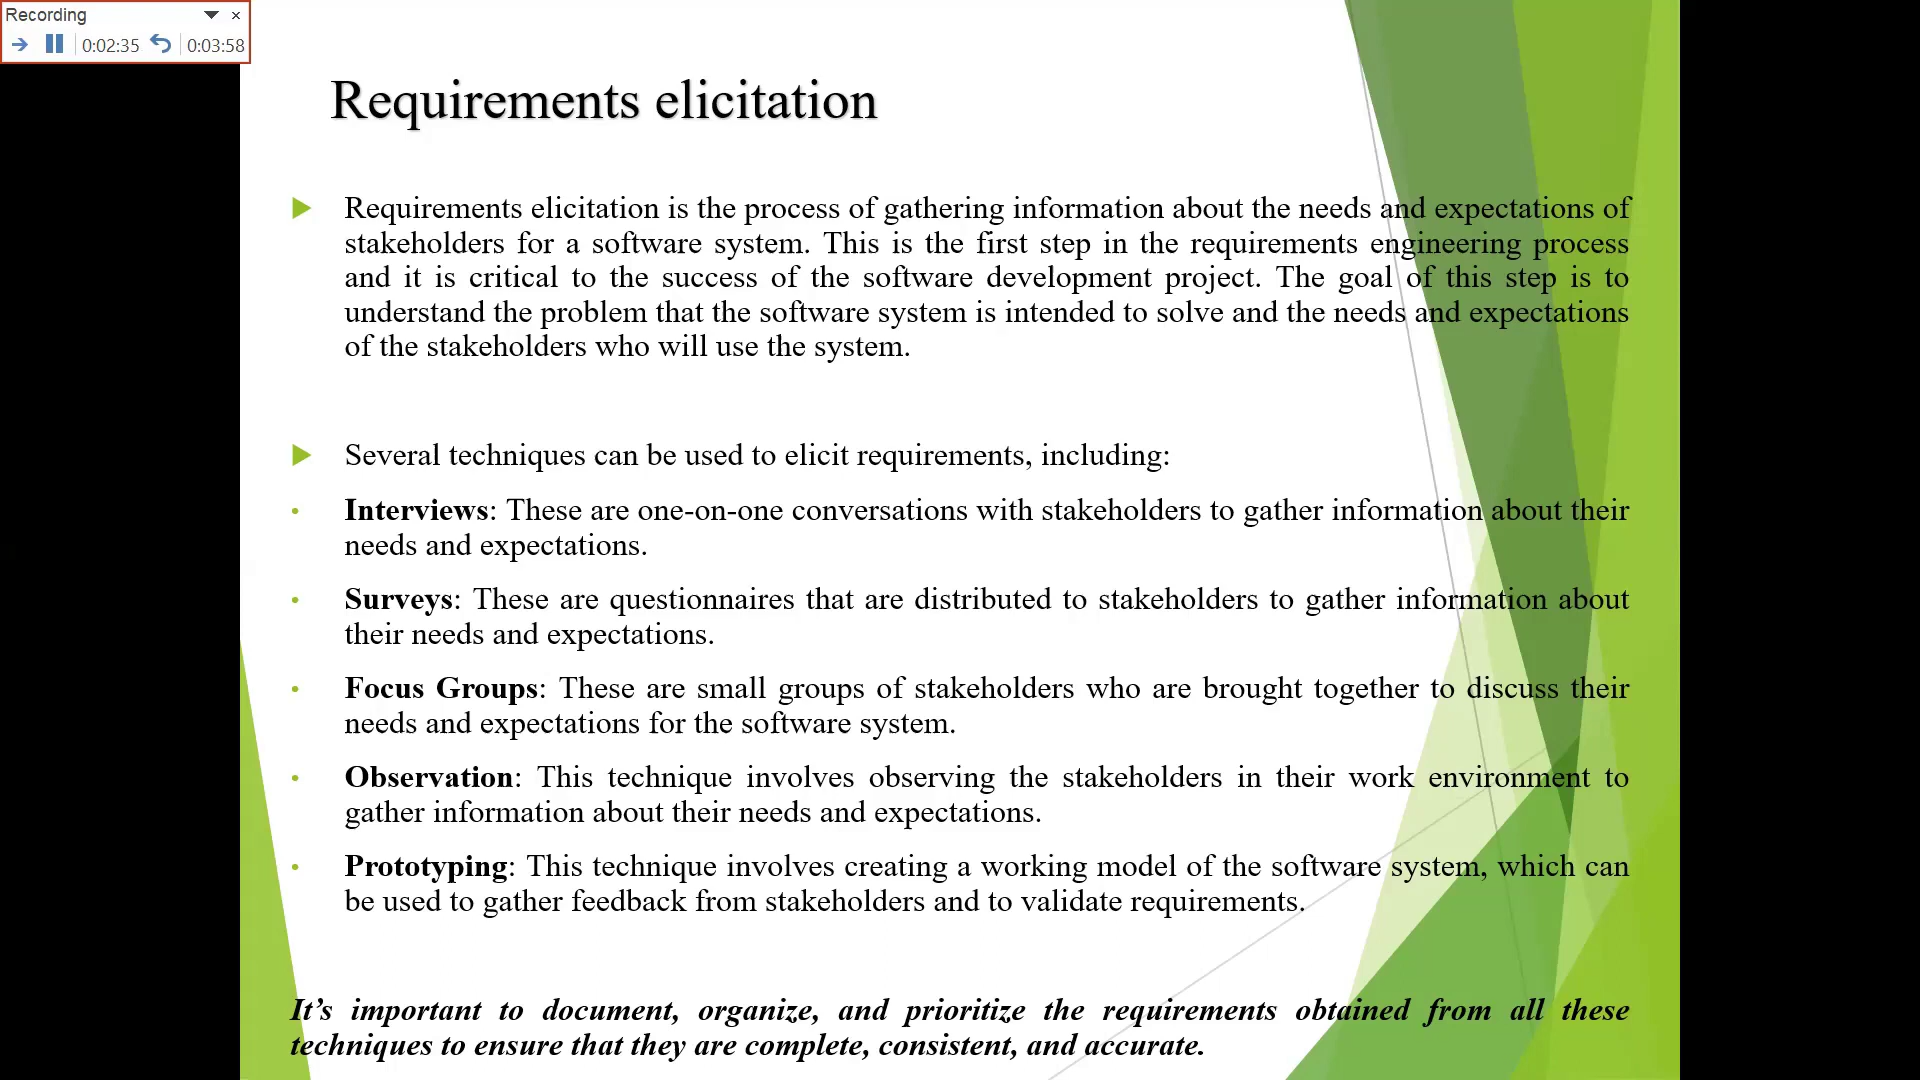 Recording
0:02:35 0:03:58
Requirements elicitation
Requirements elicitation is the process of gathering information about the needs and expectations of
stakeholders for a software system. This is the first step in the requirements engineering process
and it is critical to the success of the software development project. The goal of this step is to
understand the problem that the software system is intended to solve and the needs and expectations
of the stakeholders who will use the system.
Several techniques can be used to elicit requirements, including:
• Interviews: These are one-on-one conversations with stakeholders to gather information about their
needs and expectations.
• Surveys: These are questionnaires that are distributed to stakeholders to gather information about
their needs and expectations.
• Focus Groups: These are small groups of stakeholders who are brought together to discuss their
needs and expectations for the software system.
• Observation: This technique involves observing the stakeholders in their work environment to
gather information about their needs and expectations.
• Prototyping: This technique involves creating a working model of the software system, which can
be used to gather feedback from stakeholders and to validate requirements.
It’s important to document, organize, and prioritize the requirements obtained from all these
techniques to ensure that they are complete, consistent, and accurate.